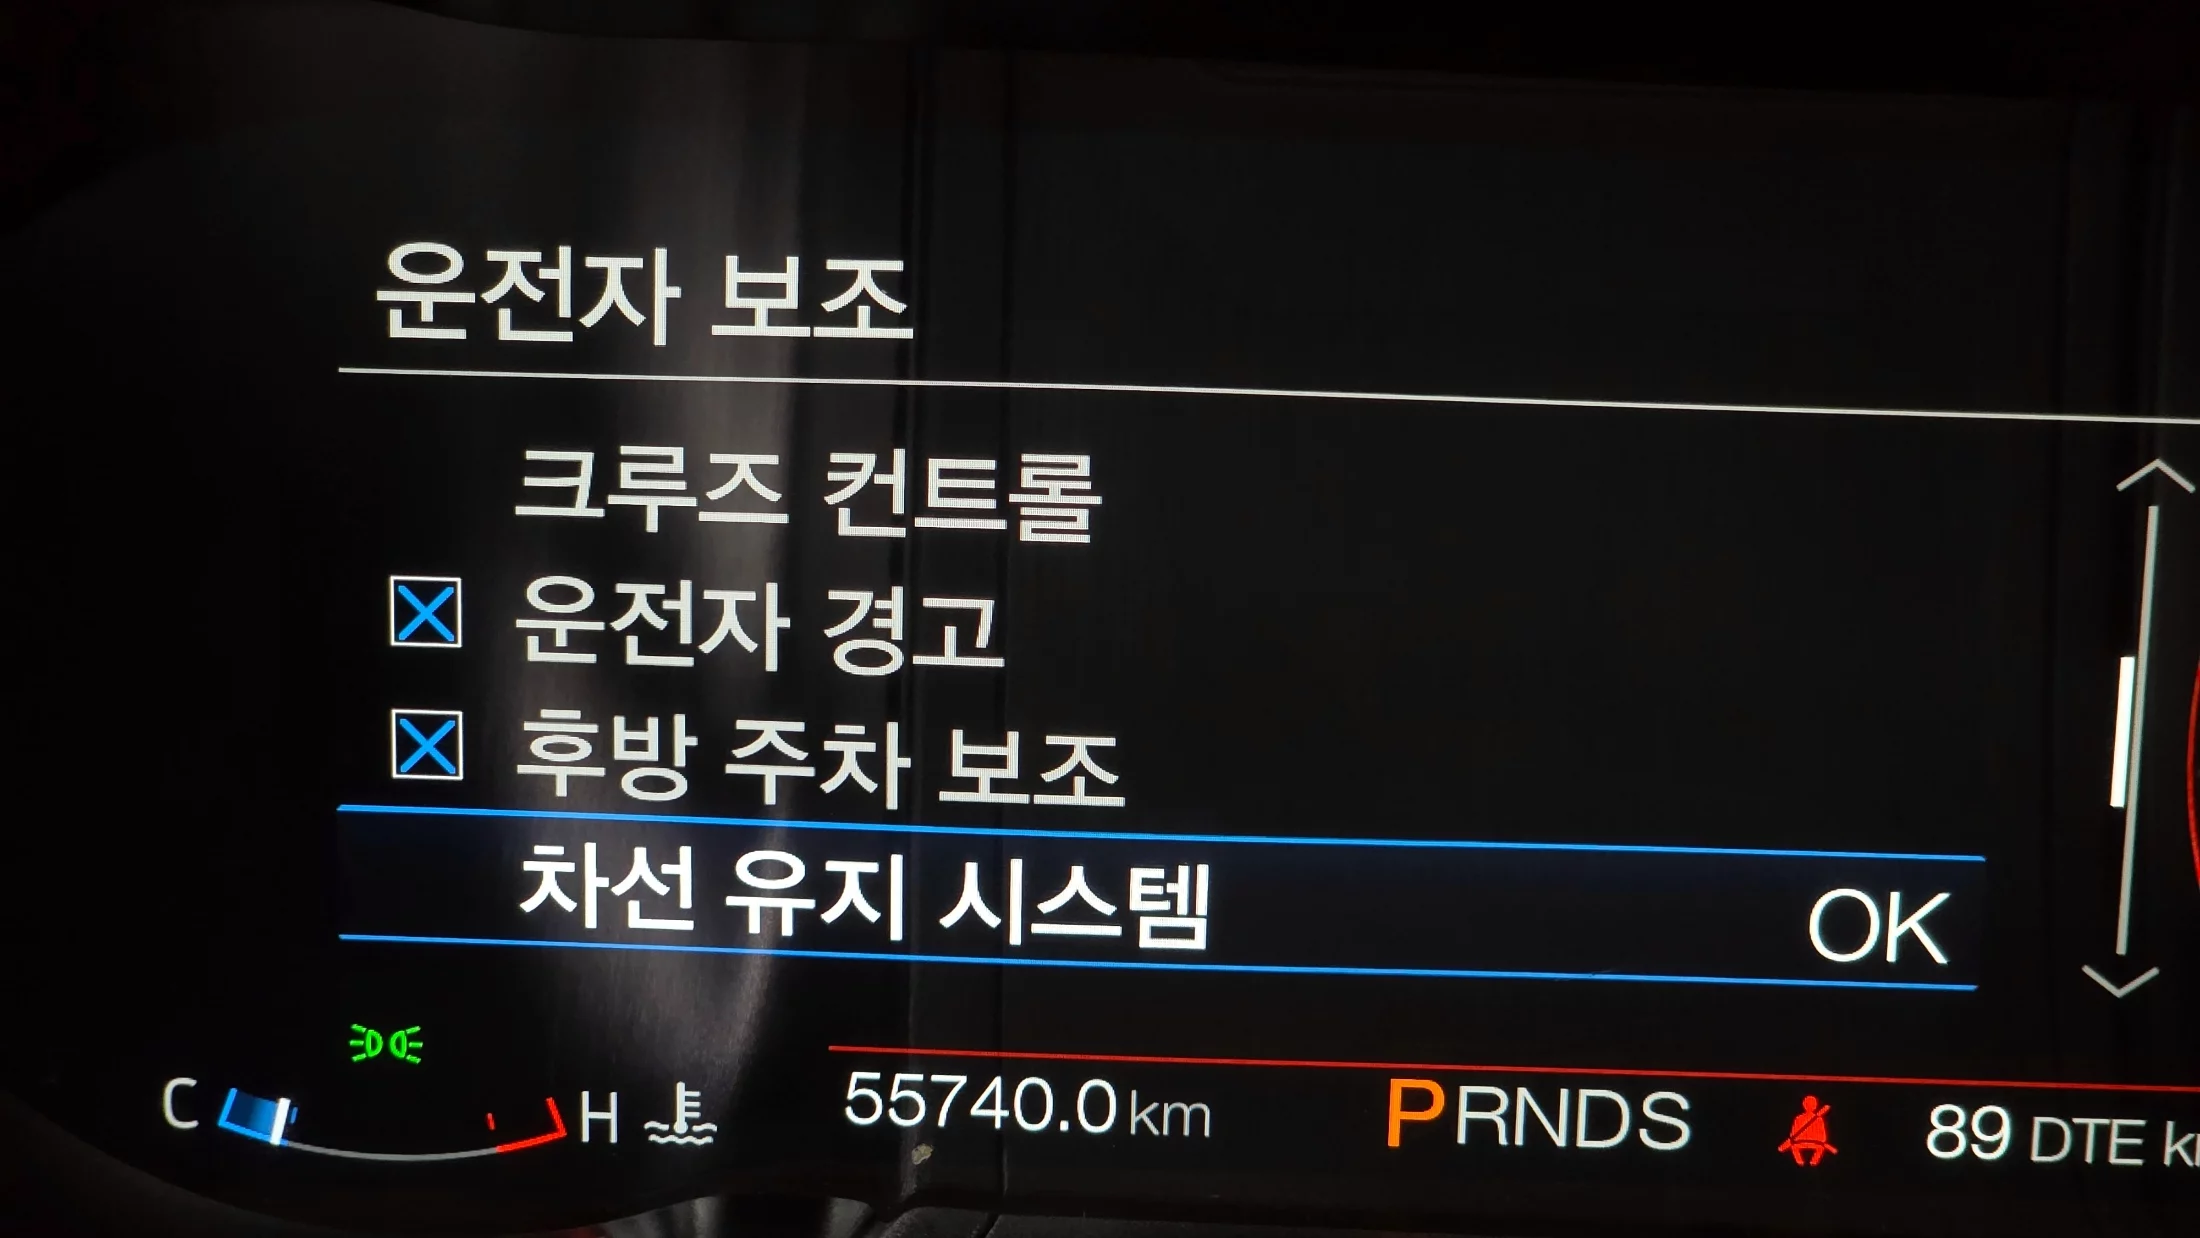 운전자 보조
크루즈 컨트롤
운전자 경고
후방 주차 보조
차선 유지 시스템 OK
C H 55740.0 km PRNDS 89 DTE